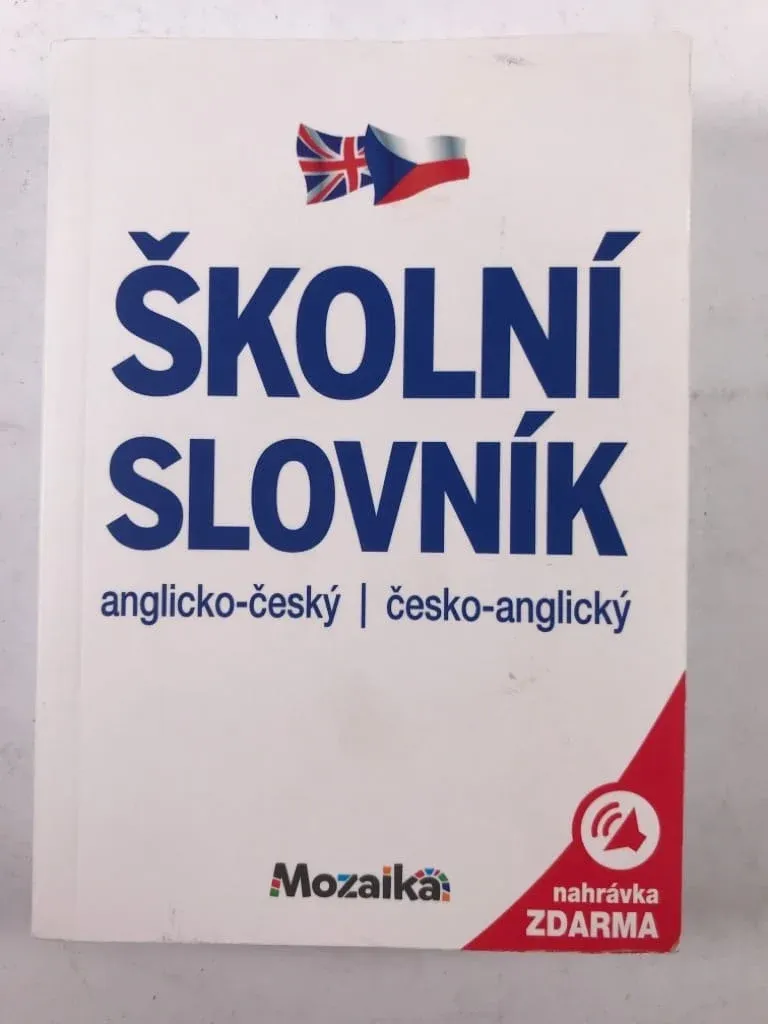 ŠKOLNÍ
SLOVNÍK
anglicko-český | česko-anglický
Mozaika
nahrávka
ZDARMA